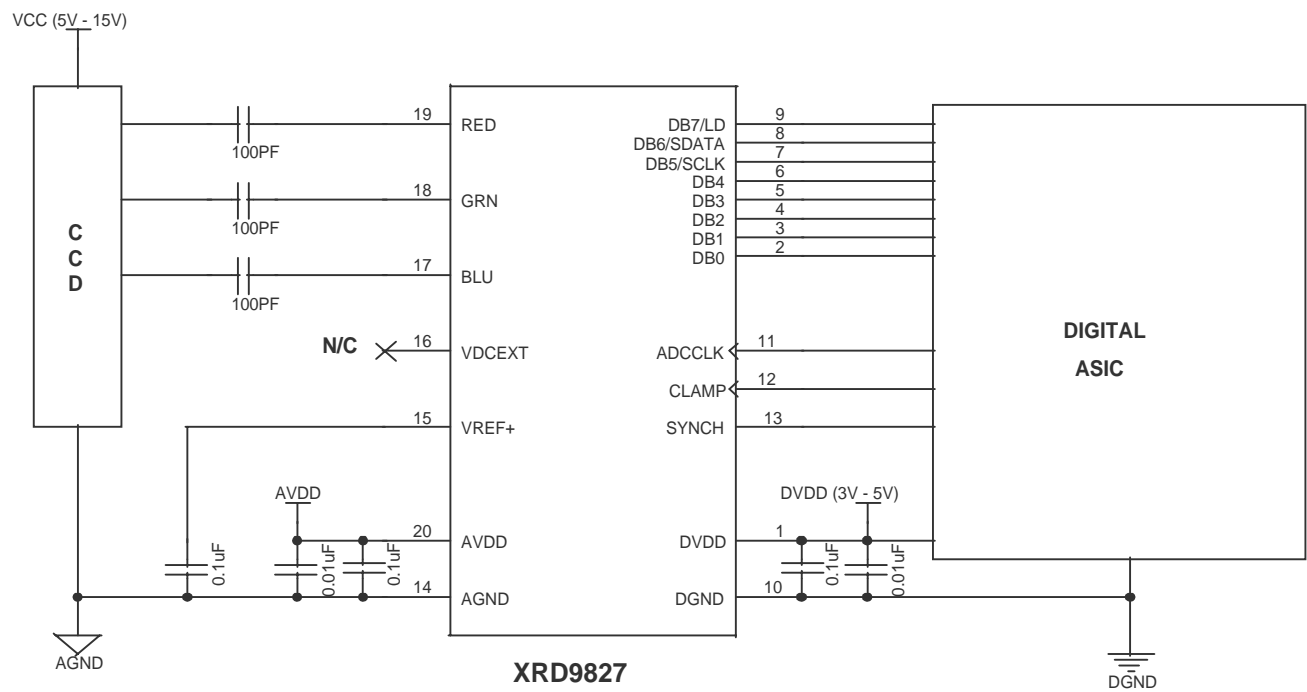 VCC (5V - 15V)
C
C
D
100PF
100PF
100PF
19
RED
18
GRN
17
BLU
N/C
16
VDCEXT
15
VREF+
AVDD
20
AVDD
14
AGND
0.1uF
0.01uF
0.1uF
AGND
DB7/LD
9
DB6/SDATA
8
DB5/SCLK
7
DB4
6
DB3
5
DB2
4
DB1
3
DB0
2
ADCCLK
11
CLAMP
12
SYNCH
13
DVDD (3V - 5V)
DVDD
1
DGND
10
0.1uF
0.01uF
DIGITAL
ASIC
DGND
XRD9827